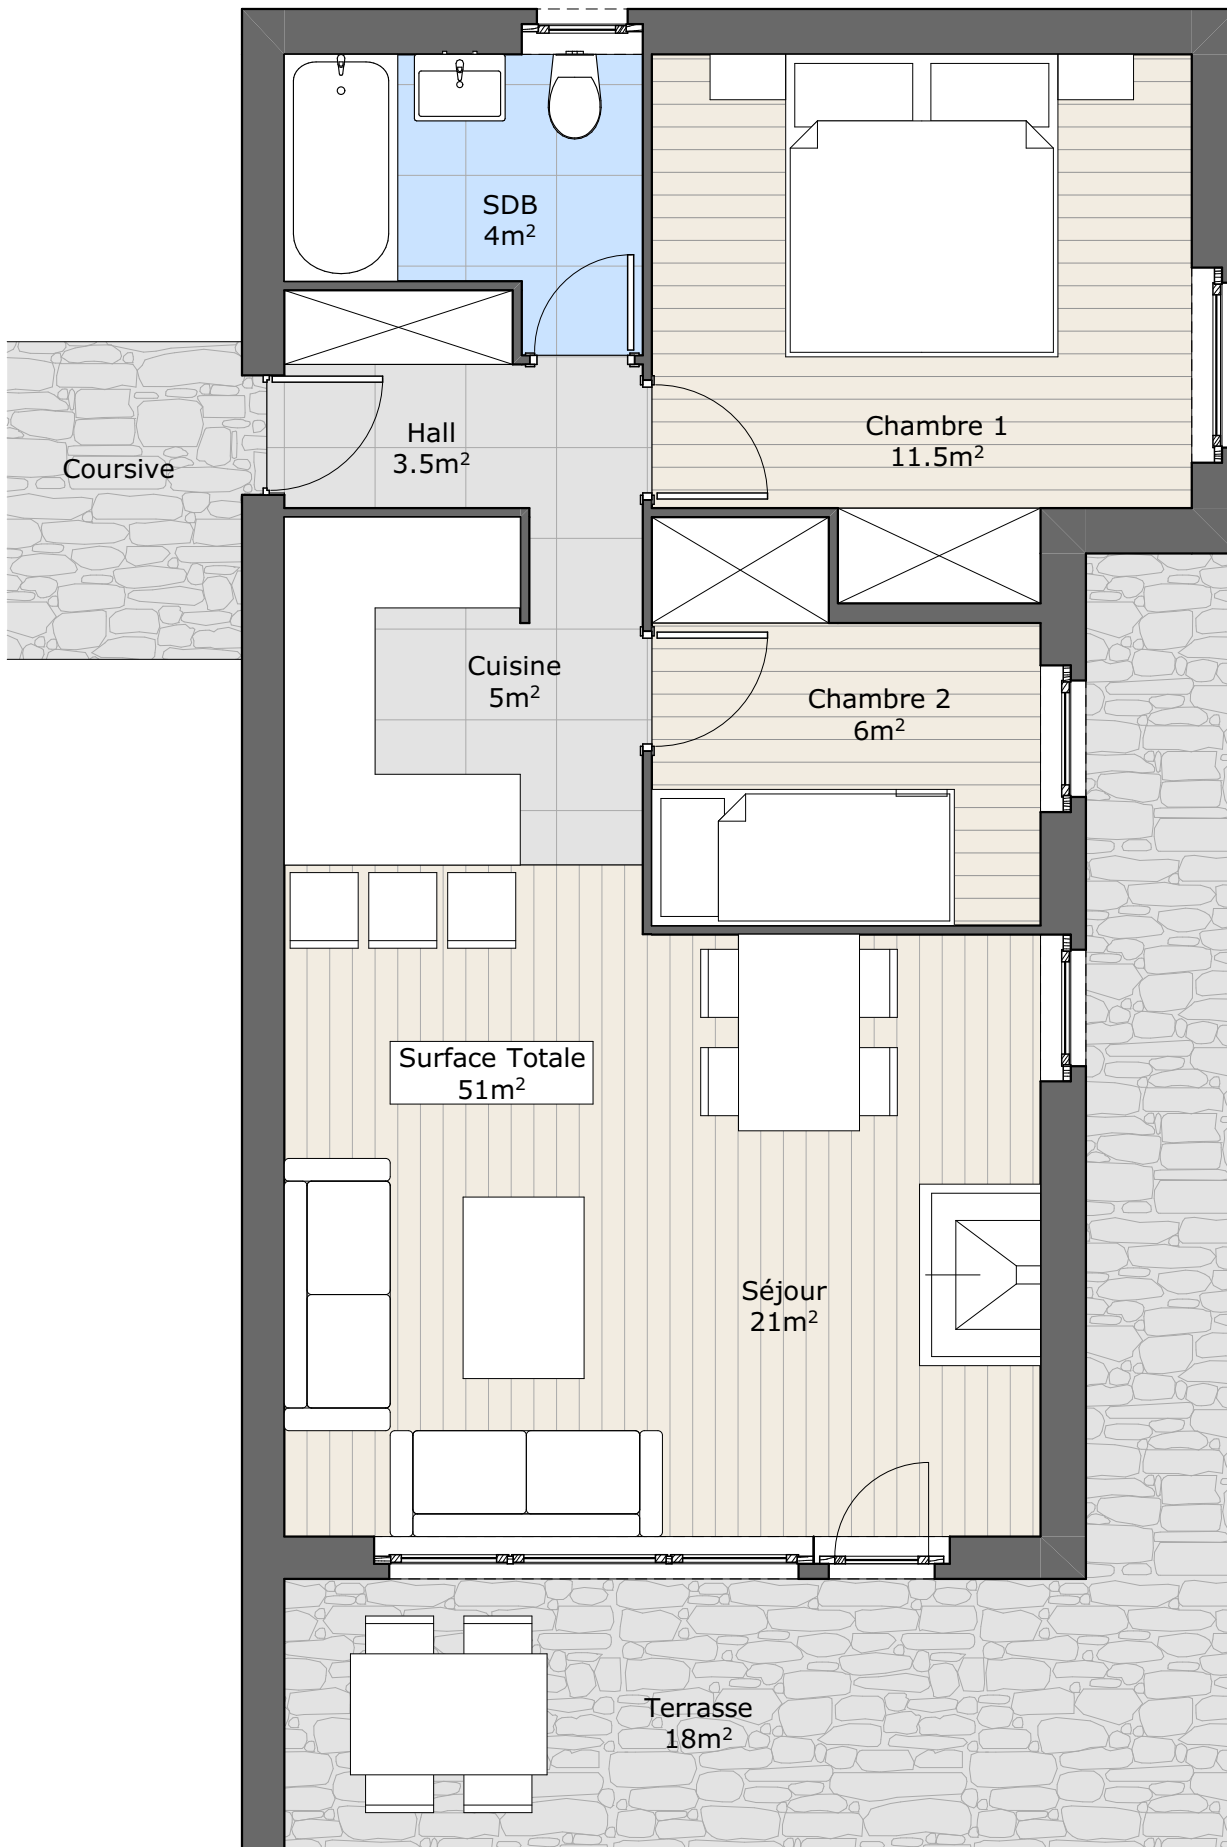 SDB
4m²
Hall
3.5m²
Coursive
Chambre 1
11.5m²
Cuisine
5m²
Chambre 2
6m²
Surface Totale
51m²
Séjour
21m²
Terrasse
18m²